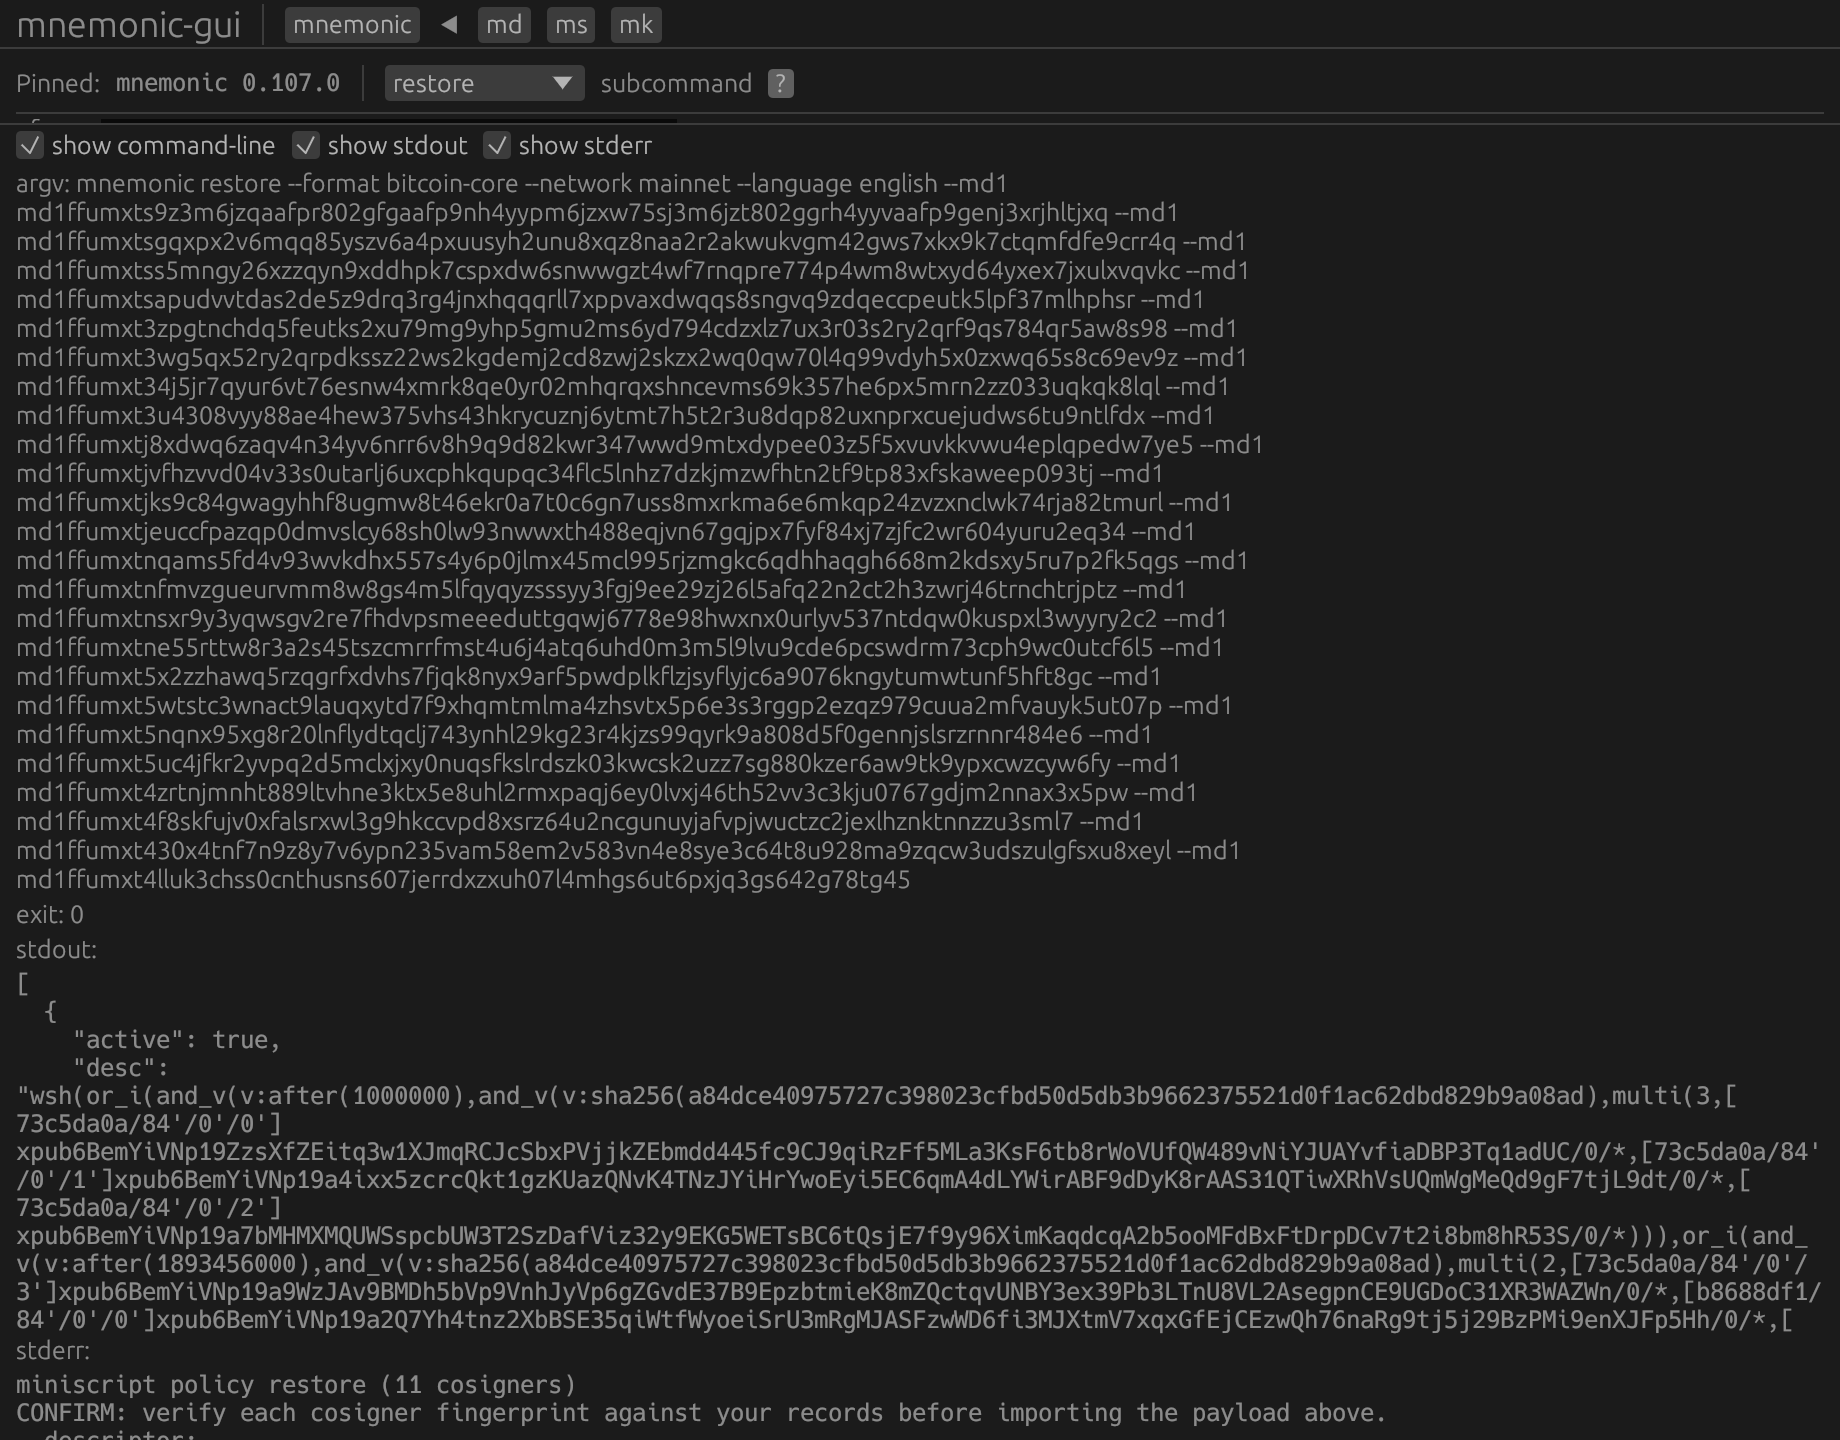 mnemonic-gui mnemonic ◀ md ms mk
Pinned: mnemonic 0.107.0 restore ▼ subcommand ?
show command-line show stdout show stderr
argv: mnemonic restore --format bitcoin-core --network mainnet --language english --md1
md1ffumxts9z3m6jzqaafpr802gfgaafp9nh4yypm6jzxw75sj3m6jzt802ggrh4yyvaafp9genj3xrjhltjxq --md1
md1ffumxtsgqxpx2v6mqq85yszv6a4pxuusyh2unu8xqz8naa2r2akwukvgm42gws7xkx9k7ctqmfdfe9crr4q --md1
md1ffumxtss5mngy26xzzqyn9xddhpk7cspxdw6snwwgzt4wf7rnqpre774p4wm8wtxyd64yxex7jxulxvqvkc --md1
md1ffumxtsapudvvtdas2de5z9drq3rg4jnxhqqqrll7xppvaxdwqqs8sngvq9zdqeccpeutk5lpf37mlhphsr --md1
md1ffumxt3zpgtnchdq5feutks2xu79mg9yhp5gmu2ms6yd794cdzxlz7ux3r03s2ry2qrf9qs784qr5aw8s98 --md1
md1ffumxt3wg5qx52ry2qrpdkssz22ws2kgdemj2cd8zwj2skzx2wq0qw70l4q99vdyh5x0zxwq65s8c69ev9z --md1
md1ffumxt34j5jr7qyur6vt76esnw4xmrk8qe0yr02mhqrqxshncevms69k357he6px5mrn2zz033uqkqk8lql --md1
md1ffumxt3u4308vyy88ae4hew375vhs43hkrycuznj6ytmt7h5t2r3u8dqp82uxnprxcuejudws6tu9ntlfdx --md1
md1ffumxtj8xdwq6zaqv4n34yv6nrr6v8h9q9d82kwr347wwd9mtxdypee03z5f5xvuvkkvwu4eplqpedw7ye5 --md1
md1ffumxtjvfhzvvd04v33s0utarlj6uxcphkqupqc34flc5lnhz7dzkjmzwfhtn2tf9tp83xfskaweep093tj --md1
md1ffumxtjks9c84gwagyhhf8ugmw8t46ekr0a7t0c6gn7uss8mxrkma6e6mkqp24zvzxnclwk74rja82tmurl --md1
md1ffumxtjeuccfpazqp0dmvslcy68sh0lw93nwwxth488eqjvn67gqjpx7fyf84xj7zjfc2wr604yuru2eq34 --md1
md1ffumxtnqams5fd4v93wvkdhx557s4y6p0jlmx45mcl995rjzmgkc6qdhhaqgh668m2kdsxy5ru7p2fk5qgs --md1
md1ffumxtnfmvzgueurvmm8w8gs4m5lfqyqyzsssyy3fgj9ee29zj26l5afq22n2ct2h3zwrj46trnchtrjptz --md1
md1ffumxtnsxr9y3yqwsgv2re7fhdvpsmeeeduttgqwj6778e98hwxnx0urlyv537ntdqw0kuspxl3wyyry2c2 --md1
md1ffumxtne55rttw8r3a2s45tszcmrrfmst4u6j4atq6uhd0m3m5l9lvu9cde6pcswdrm73cph9wc0utcf6l5 --md1
md1ffumxt5x2zzhawq5rzqgrfxdvhs7fjqk8nyx9arf5pwdplkflzjsyflyjc6a9076kngytumwtunf5hft8gc --md1
md1ffumxt5wtstc3wnact9lauqxytd7f9xhqmtmlma4zhsvtx5p6e3s3rggp2ezqz979cuua2mfvauyk5ut07p --md1
md1ffumxt5nqnx95xg8r20lnflydtqclj743ynhl29kg23r4kjzs99qyrk9a808d5f0gennjslsrzrnnr484e6 --md1
md1ffumxt5uc4jfkr2yvpq2d5mclxjxy0nuqsfkslrdszk03kwcsk2uzz7sg880kzer6aw9tk9ypxcwzcyw6fy --md1
md1ffumxt4zrtnjmnht889ltvhne3ktx5e8uhl2rmxpaqj6ey0lvxj46th52vv3c3kju0767gdjm2nnax3x5pw --md1
md1ffumxt4f8skfujv0xfalsrxwl3g9hkccvpd8xsrz64u2ncgunuyjafvpjwuctzc2jexlhznktnnzzu3sml7 --md1
md1ffumxt430x4tnf7n9z8y7v6ypn235vam58em2v583vn4e8sye3c64t8u928ma9zqcw3udszulgfsxu8xeyl --md1
md1ffumxt4lluk3chss0cnthusns607jerrdxzxuh07l4mhgs6ut6pxjq3gs642g78tg45
exit: 0
stdout:
[
{
"active": true,
"desc":
"wsh(or_i(and_v(v:after(1000000),and_v(v:sha256(a84dce40975727c398023cfbd50d5db3b9662375521d0f1ac62dbd829b9a08ad),multi(3,[
73c5da0a/84'/0'/0']
xpub6BemYiVNp19ZzsXfZEitq3w1XJmqRCJcSbxPVjjkZEbmdd445fc9CJ9qiRzFf5MLa3KsF6tb8rWoVUfQW489vNiYJUAYvfiaDBP3Tq1adUC/0/*,[73c5da0a/84'
/0'/1']xpub6BemYiVNp19a4ixx5zcrcQkt1gzKUazQNvK4TNzJYiHrYwoEyi5EC6qmA4dLYWirABF9dDyK8rAAS31QTiwXRhVsUQmWgMeQd9gF7tjL9dt/0/*,[
73c5da0a/84'/0'/2']
xpub6BemYiVNp19a7bMHMXMQUWSspcbUW3T2SzDafViz32y9EKG5WETsBC6tQsjE7f9y96XimKaqdcqA2b5ooMFdBxFtDrpDCv7t2i8bm8hR53S/0/*))),or_i(and_
v(v:after(1893456000),and_v(v:sha256(a84dce40975727c398023cfbd50d5db3b9662375521d0f1ac62dbd829b9a08ad),multi(2,[73c5da0a/84'/0'/
3']xpub6BemYiVNp19a9WzJAv9BMDh5bVp9VnhJyVp6gZGvdE37B9EpzbtmieK8mZQctqvUNBY3ex39Pb3LTnU8VL2AsegpnCE9UGDoC31XR3WAZWn/0/*,[b8688df1/
84'/0'/0']xpub6BemYiVNp19a2Q7Yh4tnz2XbBSE35qiWtfWyoeiSrU3mRgMJASFzwWD6fi3MJXtmV7xqxGfEjCEzwQh76naRg9tj5j29BzPMi9enXJFp5Hh/0/*,[
stderr:
miniscript policy restore (11 cosigners)
CONFIRM: verify each cosigner fingerprint against your records before importing the payload above.
descriptor: